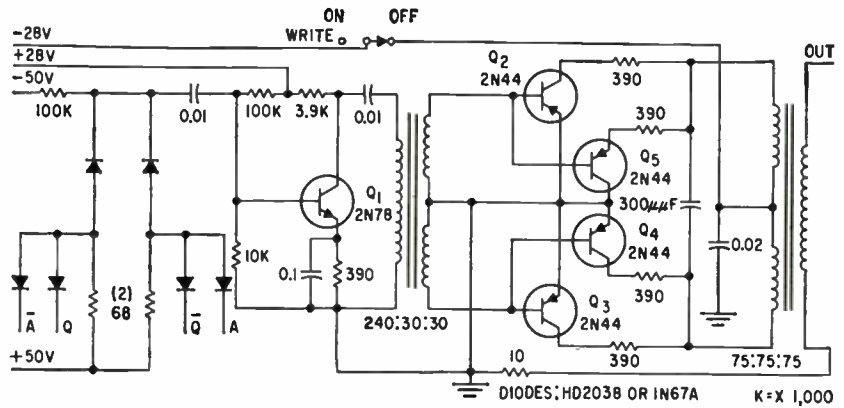 ON
OFF
-28V
WRITE
+28V
-50V
100K
0.01
100K
3.9K
0.01
Q2
2N44
390
OUT
390
Q5
2N44
Q1
2N78
300μμF
Q4
2N44
0.02
10K
0.1
390
390
A̅
Q
(2)
68
Q̅
A
Q3
2N44
240:30:30
+50V
10
390
75:75:75
DIODES; HD2038 OR IN67A
K=X 1,000